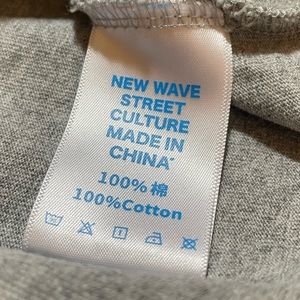 NEW WAVE
STREET
CULTURE
MADE IN
CHINA"
100% 棉
100%Cotton